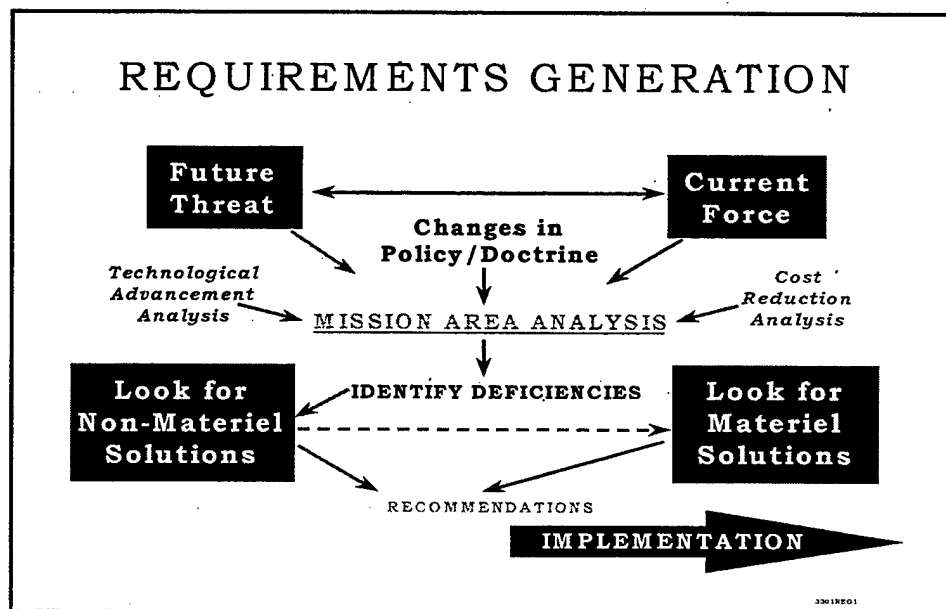 REQUIREMENTS GENERATION
Future
Threat
Current
Force
Changes in
Policy/Doctrine
Technological
Advancement
Analysis
Cost
Reduction
Analysis
MISSION AREA ANALYSIS
IDENTIFY DEFICIENCIES
Look for
Non-Materiel
Solutions
Look for
Materiel
Solutions
RECOMMENDATIONS
IMPLEMENTATION
3301REG1